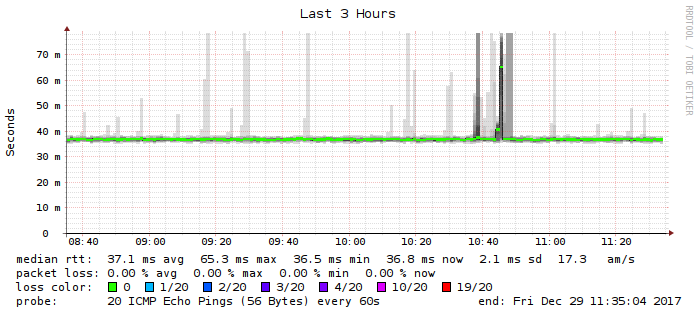 Last 3 Hours
RRDTOOL / TOBI OETIKER
Seconds
70 m
60 m
50 m
40 m
30 m
20 m
10 m
0
08:40 09:00 09:20 09:40 10:00 10:20 10:40 11:00 11:20
median rtt: 37.1 ms avg 65.3 ms max 36.5 ms min 36.8 ms now 2.1 ms sd 17.3 am/s
packet loss: 0.00 % avg 0.00 % max 0.00 % min 0.00 % now
loss color: 0 1/20 2/20 3/20 4/20 10/20 19/20
probe: 20 ICMP Echo Pings (56 Bytes) every 60s end: Fri Dec 29 11:35:04 2017